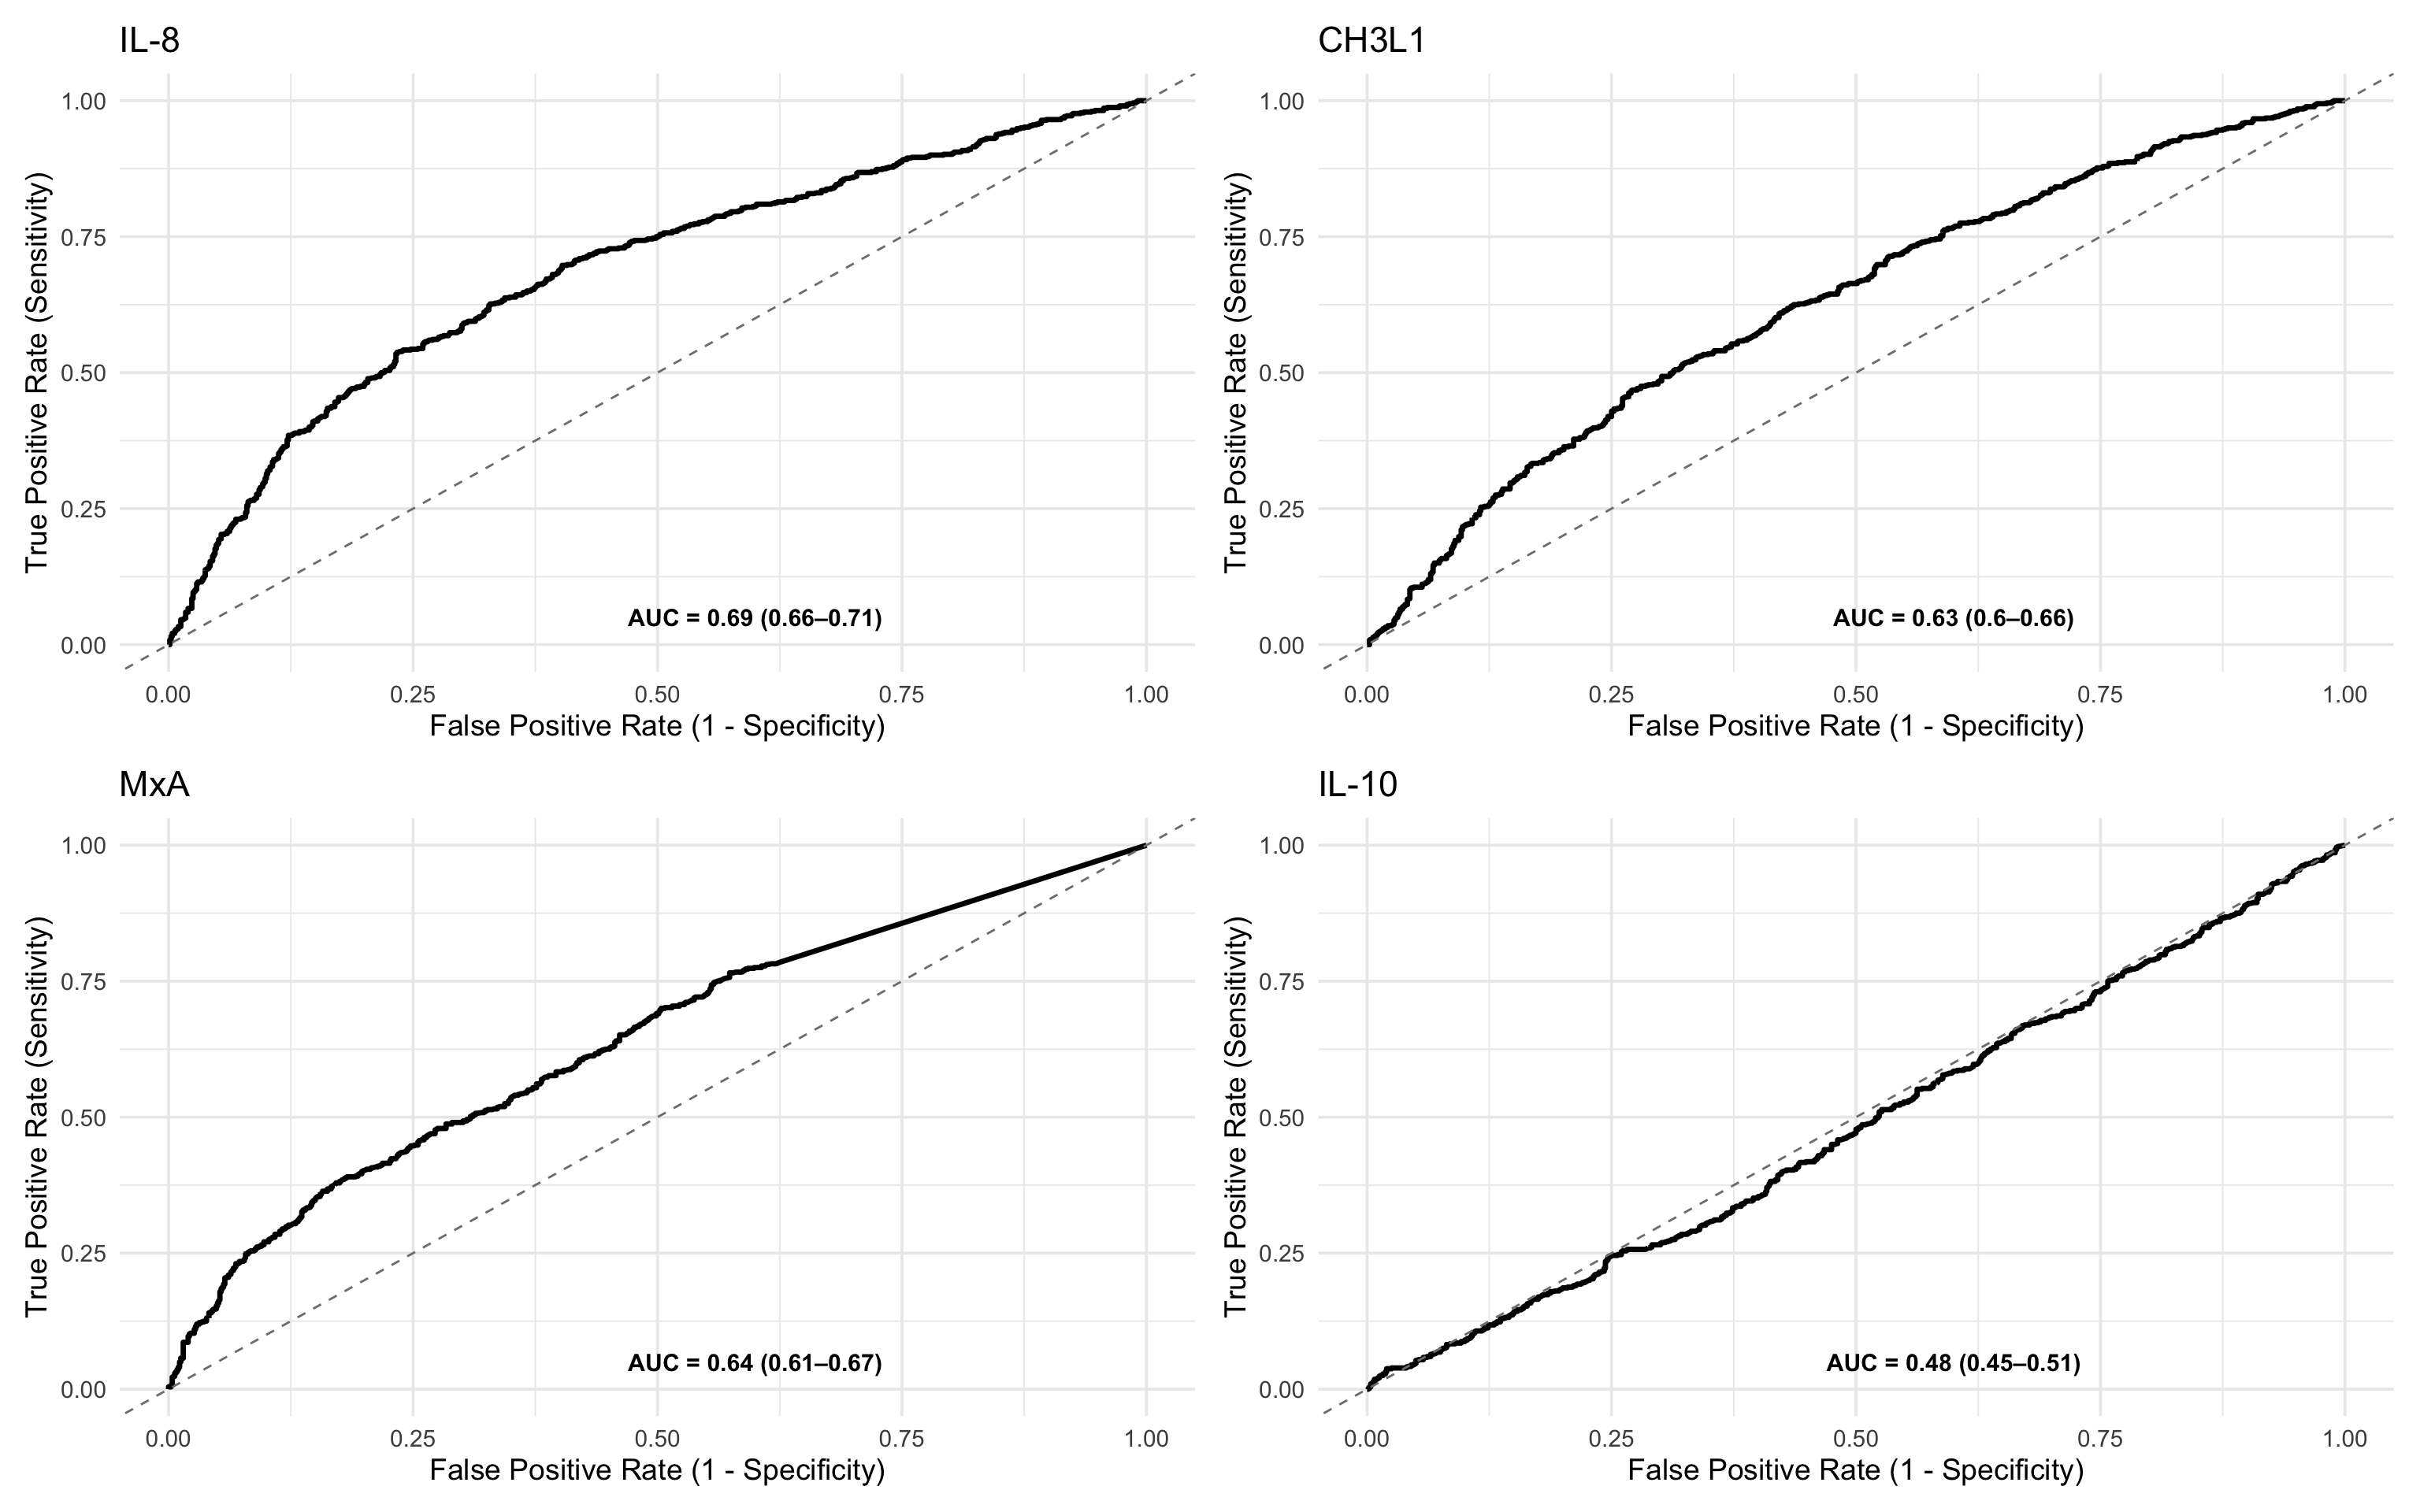 IL-8
True Positive Rate (Sensitivity)
1.00
0.75
0.50
0.25
0.00
AUC = 0.69 (0.66–0.71)
0.00 0.25 0.50 0.75 1.00
False Positive Rate (1 - Specificity)
CH3L1
True Positive Rate (Sensitivity)
1.00
0.75
0.50
0.25
0.00
AUC = 0.63 (0.6–0.66)
0.00 0.25 0.50 0.75 1.00
False Positive Rate (1 - Specificity)
MxA
True Positive Rate (Sensitivity)
1.00
0.75
0.50
0.25
0.00
AUC = 0.64 (0.61–0.67)
0.00 0.25 0.50 0.75 1.00
False Positive Rate (1 - Specificity)
IL-10
True Positive Rate (Sensitivity)
1.00
0.75
0.50
0.25
0.00
AUC = 0.48 (0.45–0.51)
0.00 0.25 0.50 0.75 1.00
False Positive Rate (1 - Specificity)